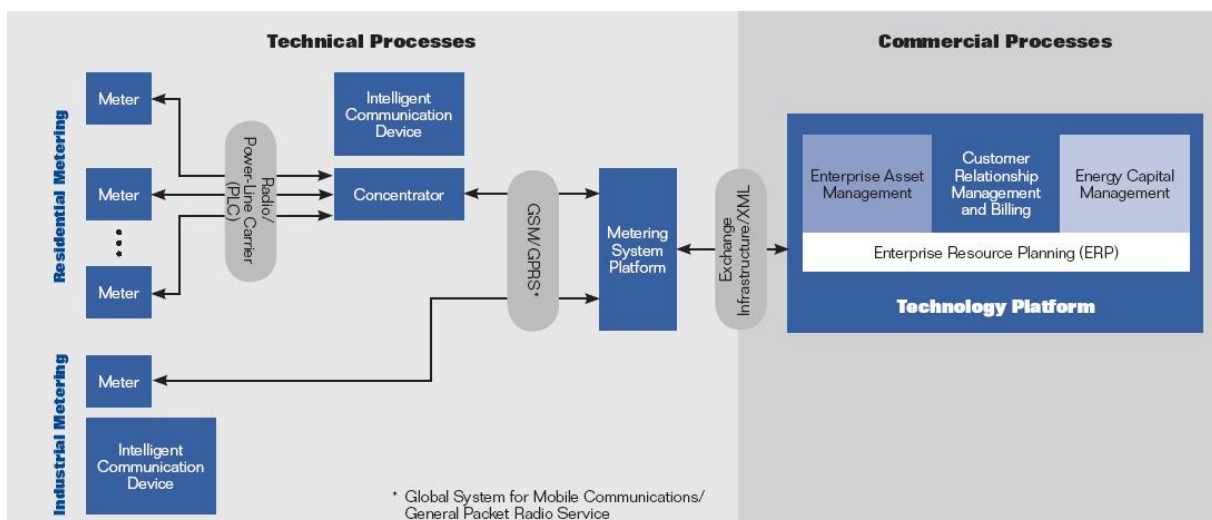 Technical Processes
Commercial Processes
Residential Metering
Meter
Meter
Meter
Radio/
Power-Line Carrier
(PLC)
Intelligent
Communication
Device
Concentrator
GSM/GPRS*
Metering
System
Platform
Exchange
Infrastructure/XML
Enterprise Asset
Management
Customer
Relationship
Management
and Billing
Energy Capital
Management
Enterprise Resource Planning (ERP)
Technology Platform
Industrial Metering
Meter
Intelligent
Communication
Device
* Global System for Mobile Communications/
General Packet Radio Service